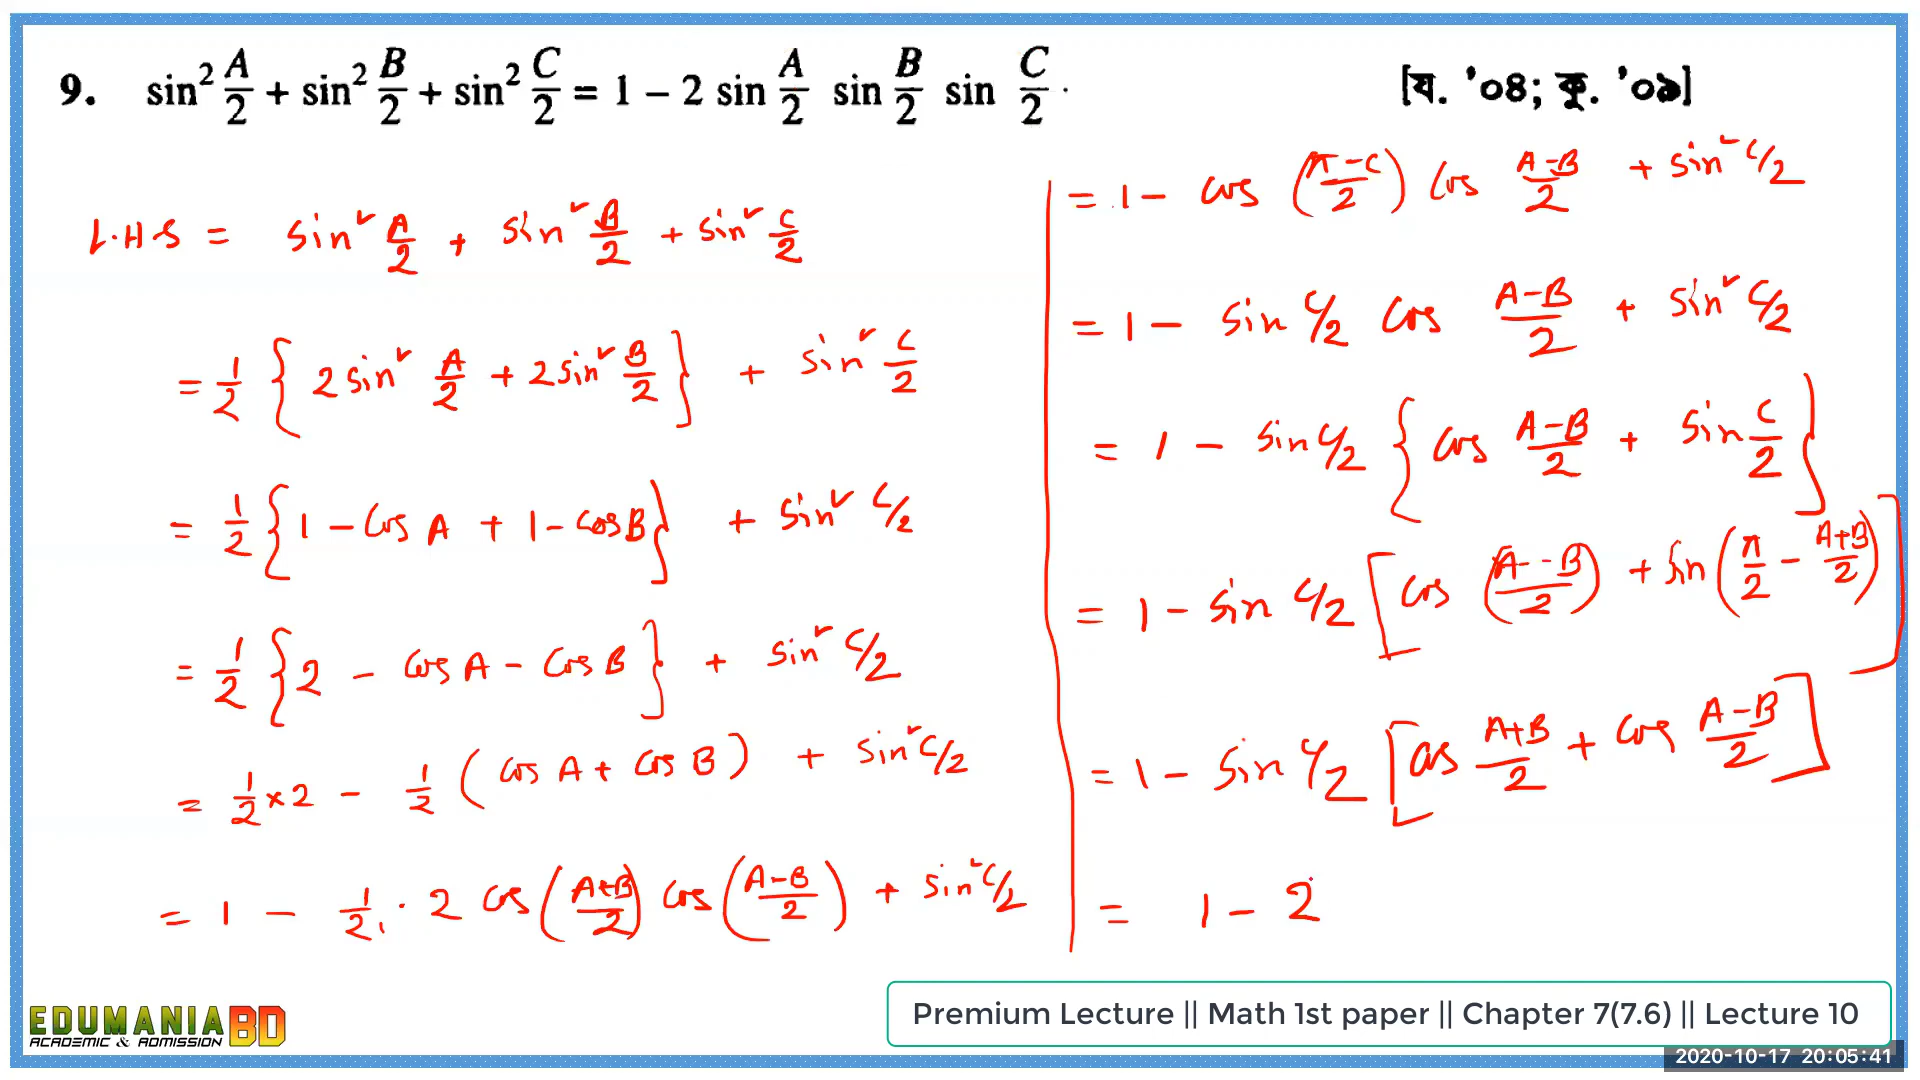 9. sin² A/2 + sin² B/2 + sin² C/2 = 1 – 2 sin A/2 sin B/2 sin C/2 .
[য. '০৪; কু. '০৯]
L.H.S = sin² A/2 + sin² B/2 + sin² C/2
= 1/2 { 2 sin² A/2 + 2 sin² B/2 } + sin² C/2
= 1/2 { 1 – cos A + 1 – cos B } + sin² C/2
= 1/2 { 2 – cos A – cos B } + sin² C/2
= 1/2 × 2 – 1/2 ( cos A + cos B ) + sin² C/2
= 1 – 1/2 . 2 cos (A+B/2) cos (A–B/2) + sin² C/2
= 1 – cos (π–C/2) cos A–B/2 + sin² C/2
= 1 – sin C/2 cos A–B/2 + sin² C/2
= 1 – sin C/2 { cos A–B/2 + sin C/2 }
= 1 – sin C/2 [ cos (A–B/2) + sin (π/2 – A+B/2) ]
= 1 – sin C/2 [ cos A+B/2 + cos A–B/2 ]
= 1 – 2
EDUMANIA BD
ACADEMIC & ADMISSION
Premium Lecture || Math 1st paper || Chapter 7(7.6) || Lecture 10
2020-10-17 20:05:41